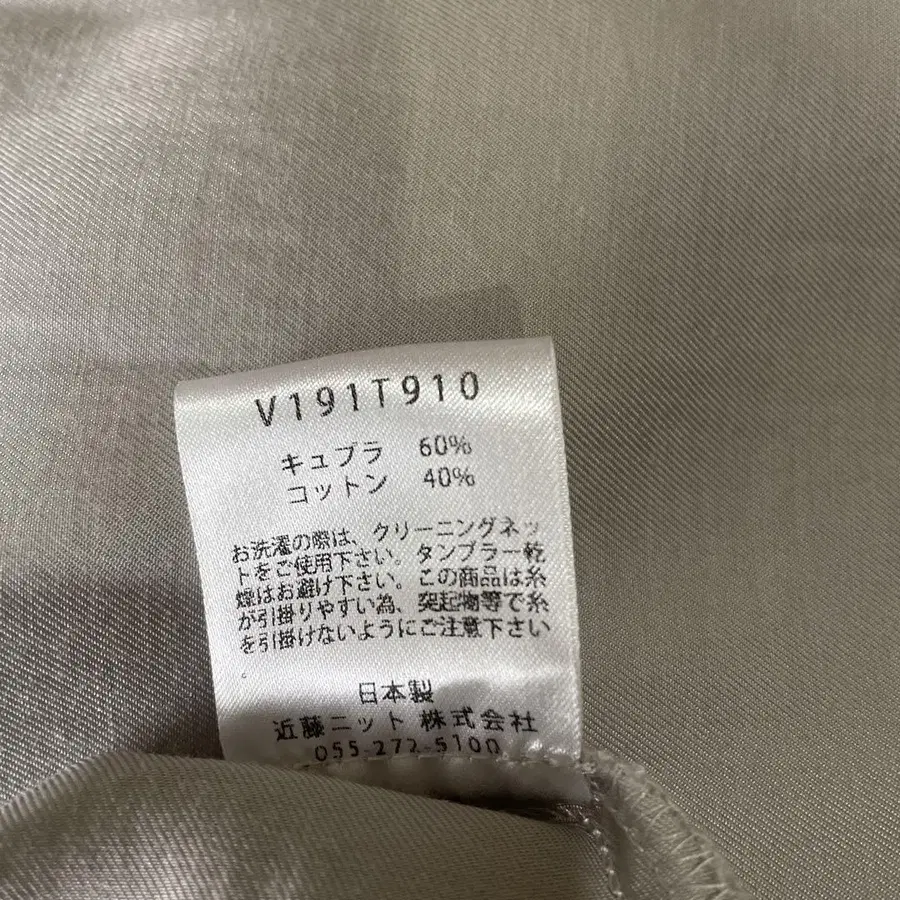 V191T910
キュプラ 60%
コットン 40%
お洗濯の際は、クリーニングネッ
トをご使用下さい。タンブラー乾
燥はお避け下さい。この商品は糸
が引掛りやすい為、突起物等で糸
を引掛けないようにご注意下さい
。
日本製
近藤ニット 株式会社
055-272-5100